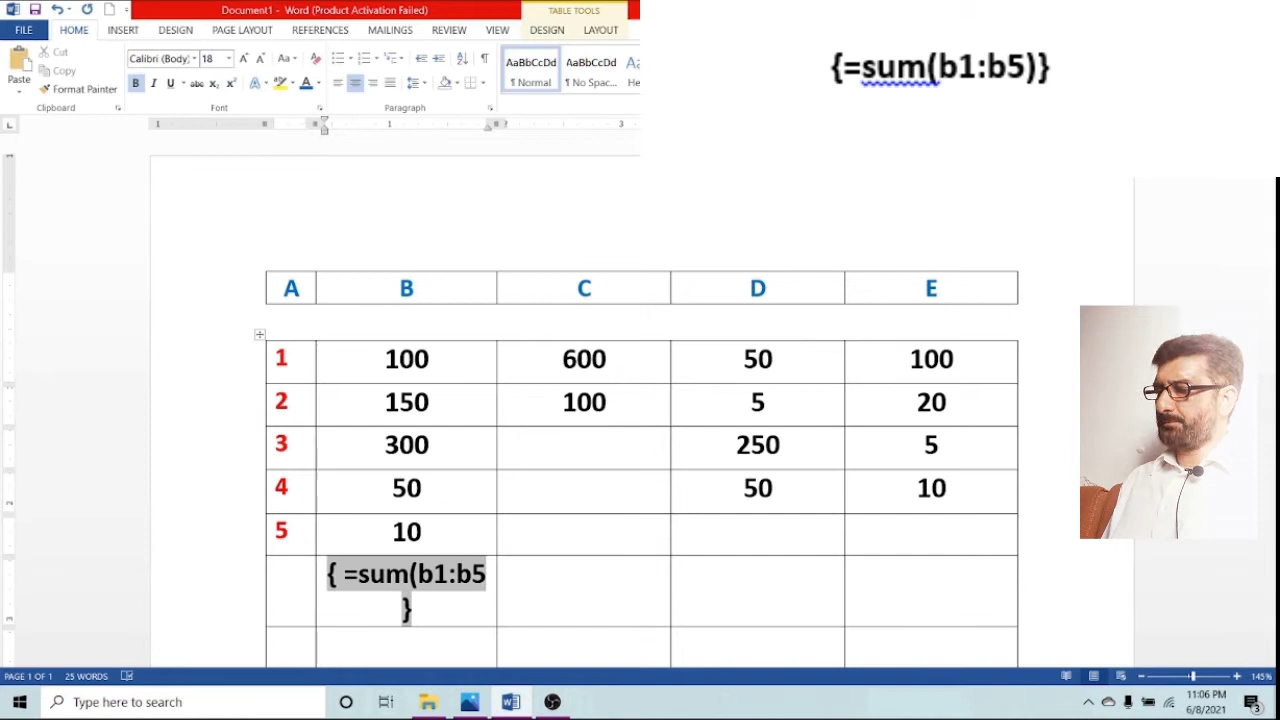 Document1 - Word (Product Activation Failed)
TABLE TOOLS
FILE
HOME
INSERT
DESIGN
PAGE LAYOUT
REFERENCES
MAILINGS
REVIEW
VIEW
DESIGN
LAYOUT
Paste
Cut
Copy
Format Painter
Clipboard
Calibri (Body)
18
Font
Paragraph
AaBbCcDd
¶ Normal
AaBbCcDd
¶ No Spac...
He
{=sum(b1:b5)}
A B C D E
1 100 600 50 100
2 150 100 5 20
3 300 250 5
4 50 50 10
5 10
{ =sum(b1:b5
}
PAGE 1 OF 1
25 WORDS
145%
Type here to search
11:06 PM
6/8/2021